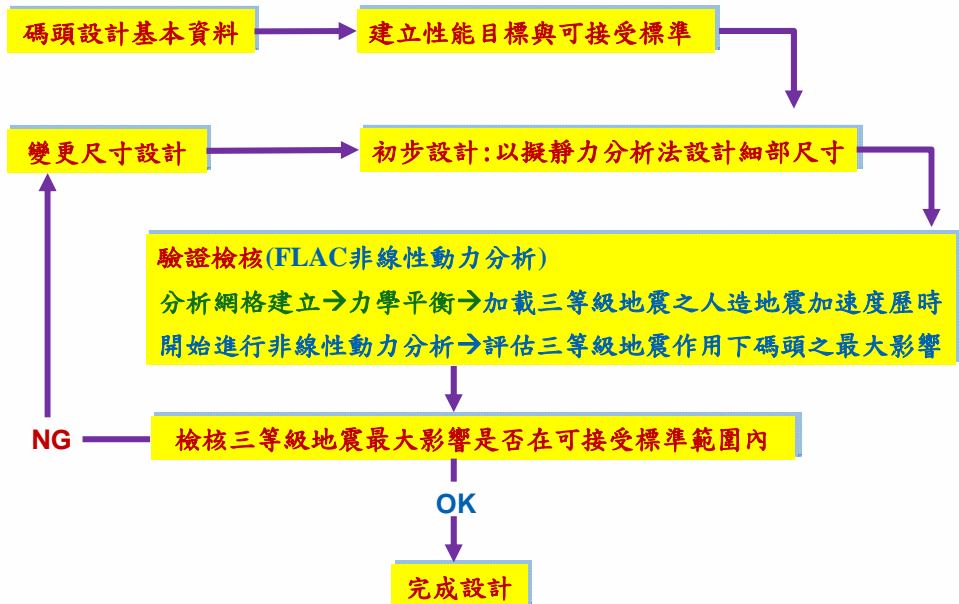 碼頭設計基本資料
建立性能目標與可接受標準
變更尺寸設計
初步設計:以擬靜力分析法設計細部尺寸
驗證檢核(FLAC非線性動力分析)
分析網格建立→力學平衡→加載三等級地震之人造地震加速度歷時
開始進行非線性動力分析→評估三等級地震作用下碼頭之最大影響
NG
檢核三等級地震最大影響是否在可接受標準範圍內
OK
完成設計